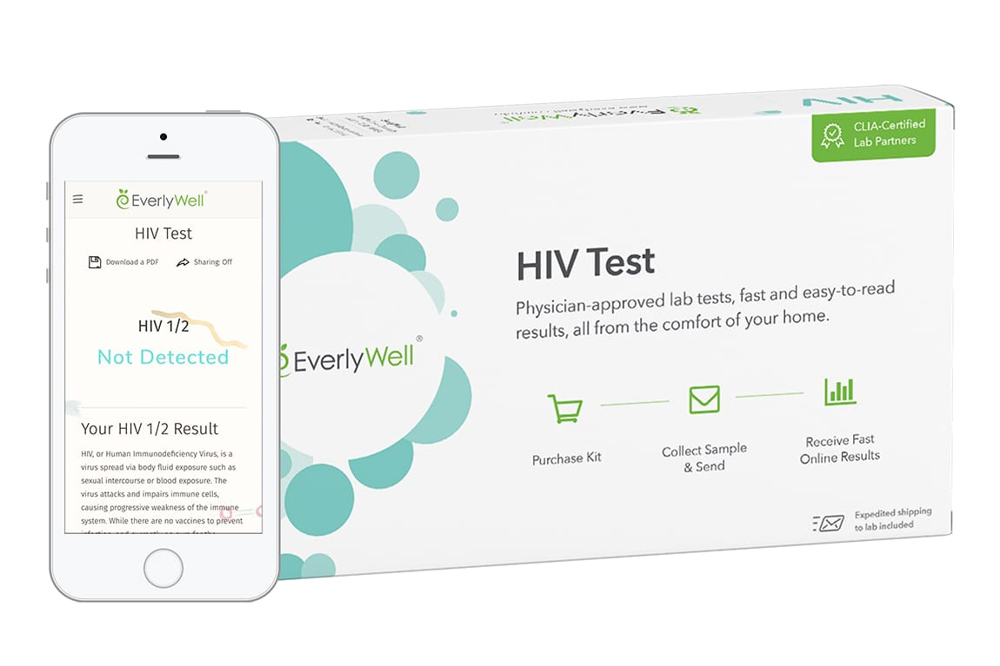 EverlyWell®
HIV Test
Download a PDF
Sharing: Off
HIV 1/2
Not Detected
Your HIV 1/2 Result
HIV, or Human Immunodeficiency Virus, is a
virus spread via body fluid exposure such as
sexual intercourse or blood exposure. The
virus attacks and impairs immune cells,
causing progressive weakness of the immune
system. While there are no vaccines to prevent
HIV
EverlyWell®
CLIA-Certified
Lab Partners
EverlyWell®
HIV Test
Physician-approved lab tests, fast and easy-to-read
results, all from the comfort of your home.
Purchase Kit
Collect Sample
& Send
Receive Fast
Online Results
Expedited shipping
to lab included